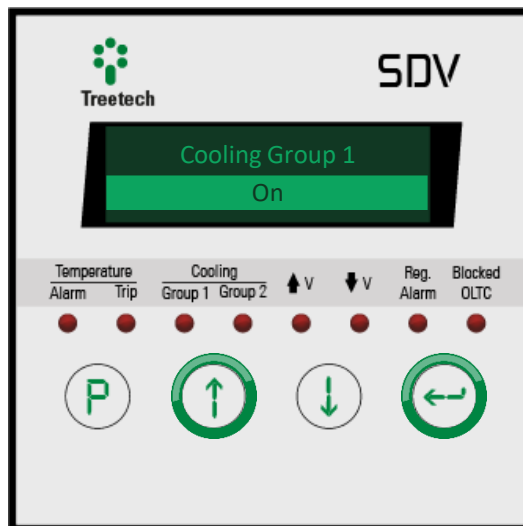 Treetech
SDV
Cooling Group 1
On
Temperature
Alarm Trip
Cooling
Group 1 Group 2
V
V
Reg.
Alarm
Blocked
OLTC
P